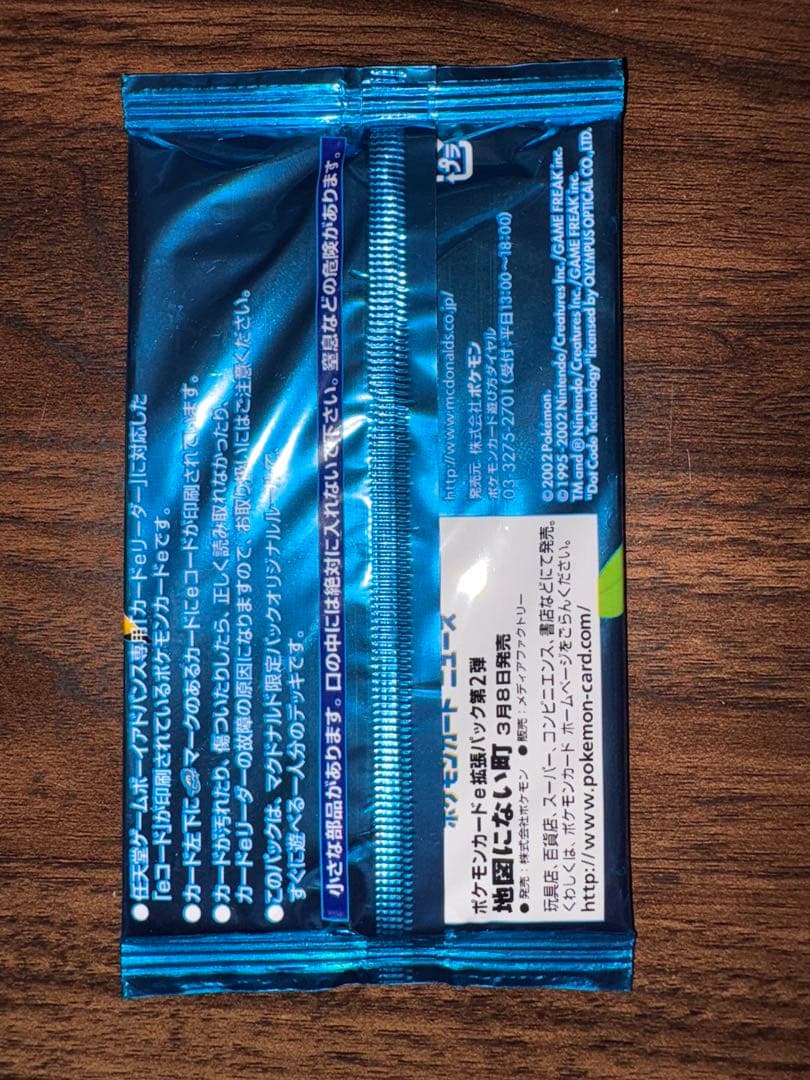 ●任天堂ゲームボーイアドバンス専用「カードeリーダー」に対応した
「eコード」が印刷されているポケモンカードeです。
●カード左下に マークのあるカードにeコードが印刷されています。
●カードが汚れたり、傷ついたりしたら、正しく読み取れなかったり、
カードeリーダーの故障の原因になりますので、お取り扱いにはご注意ください。
●このパックは、マクドナルド限定パックオリジナルルールで、
すぐに遊べる一人分のデッキです。
小さな部品があります。口の中には絶対に入れないで下さい。窒息などの危険があります。
プラ
http://www.mcdonalds.co.jp/
発売元 株式会社ポケモン
ポケモンカード遊び方ダイヤル
03-3275-2701(受付:平日13:00〜18:00)
©2002 Pokémon.
©1995-2002 Nintendo/Creatures inc./GAME FREAK inc.
TM and ® Nintendo/Creatures inc./GAME FREAK inc.
"Dot Code Technology" licensed by OLYMPUS OPTICAL CO.,LTD.
ポケモンカード ニュース
ポケモンカードe拡張パック第2弾
地図にない町 3月8日発売
●発売:株式会社ポケモン ●販売:メディアファクトリー
玩具店、百貨店、スーパー、コンビニエンス、書店などにて発売。
くわしくは、ポケモンカード ホームページをごらんください。
http://www.pokemon-card.com/